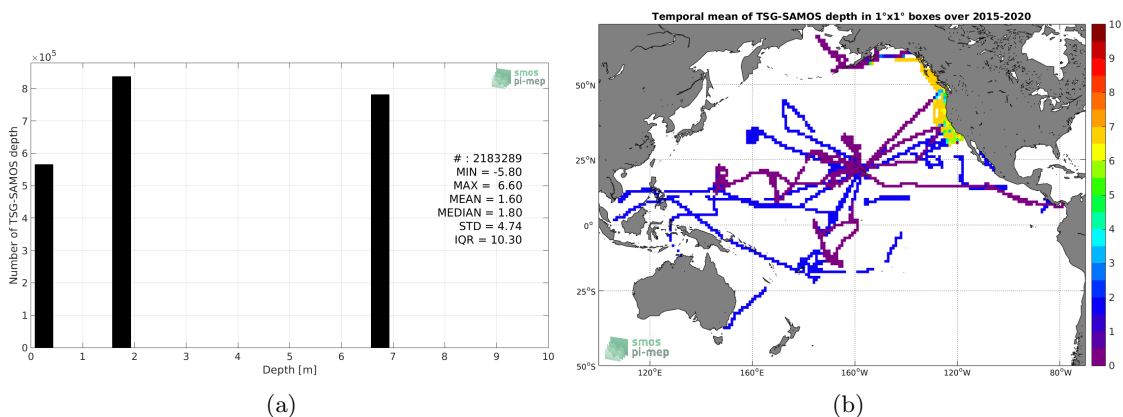 ×10⁵
8
7
6
5
4
3
2
1
0
Number of TSG-SAMOS depth
smos
pi-mep
# : 2183289
MIN = -5.80
MAX = 6.60
MEAN = 1.60
MEDIAN = 1.80
STD = 4.74
IQR = 10.30
0 1 2 3 4 5 6 7 8 9 10
Depth [m]
(a)
Temporal mean of TSG-SAMOS depth in 1°x1° boxes over 2015-2020
50°N
25°N
0°
25°S
50°S
120°E 160°E 160°W 120°W 80°W
smos
pi-mep
10
9
8
7
6
5
4
3
2
1
0
(b)